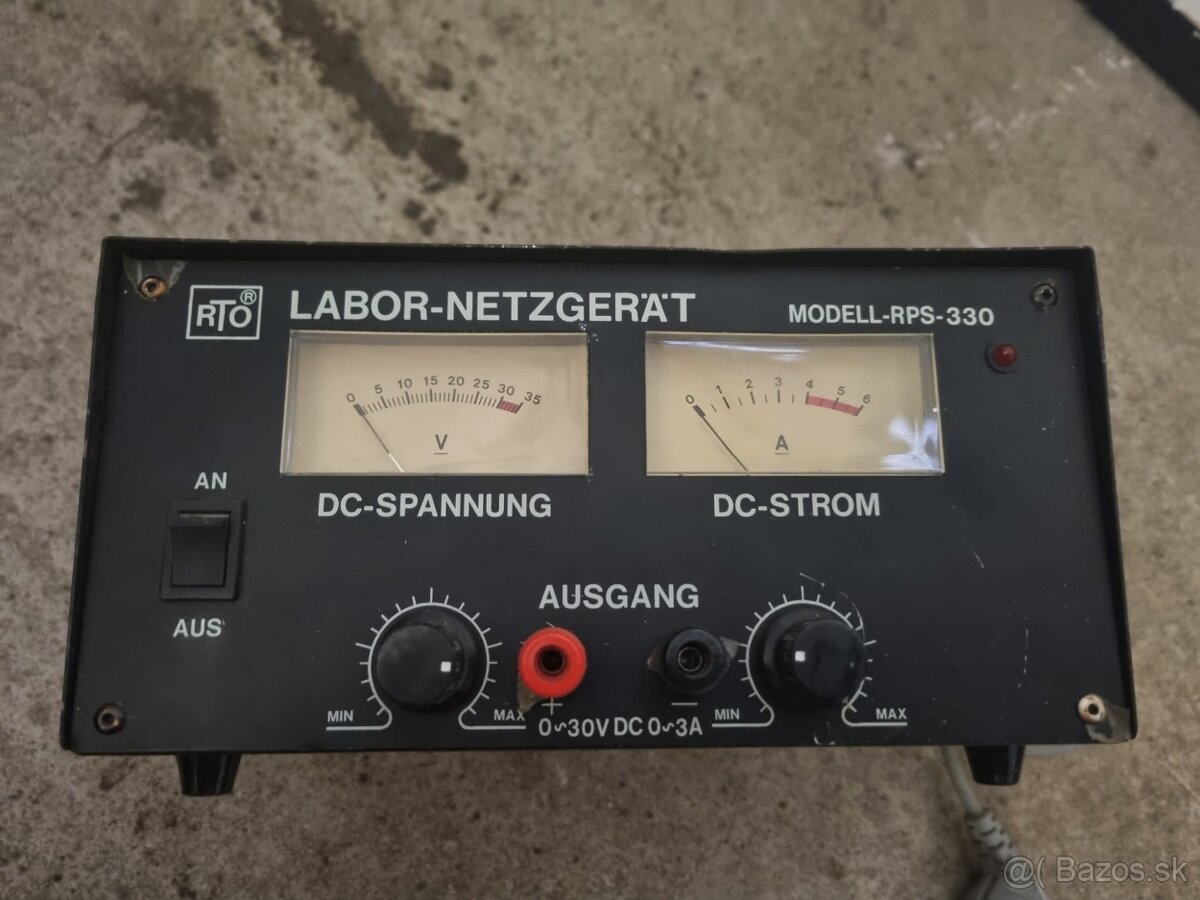 RTO®
LABOR-NETZGERÄT
MODELL-RPS-330
0 5 10 15 20 25 30 35
V
0 1 2 3 4 5 6
A
DC-SPANNUNG
DC-STROM
AN
AUS
AUSGANG
MIN
MAX
+
−
0~30V DC 0~3A
MIN
MAX
@( Bazos.sk